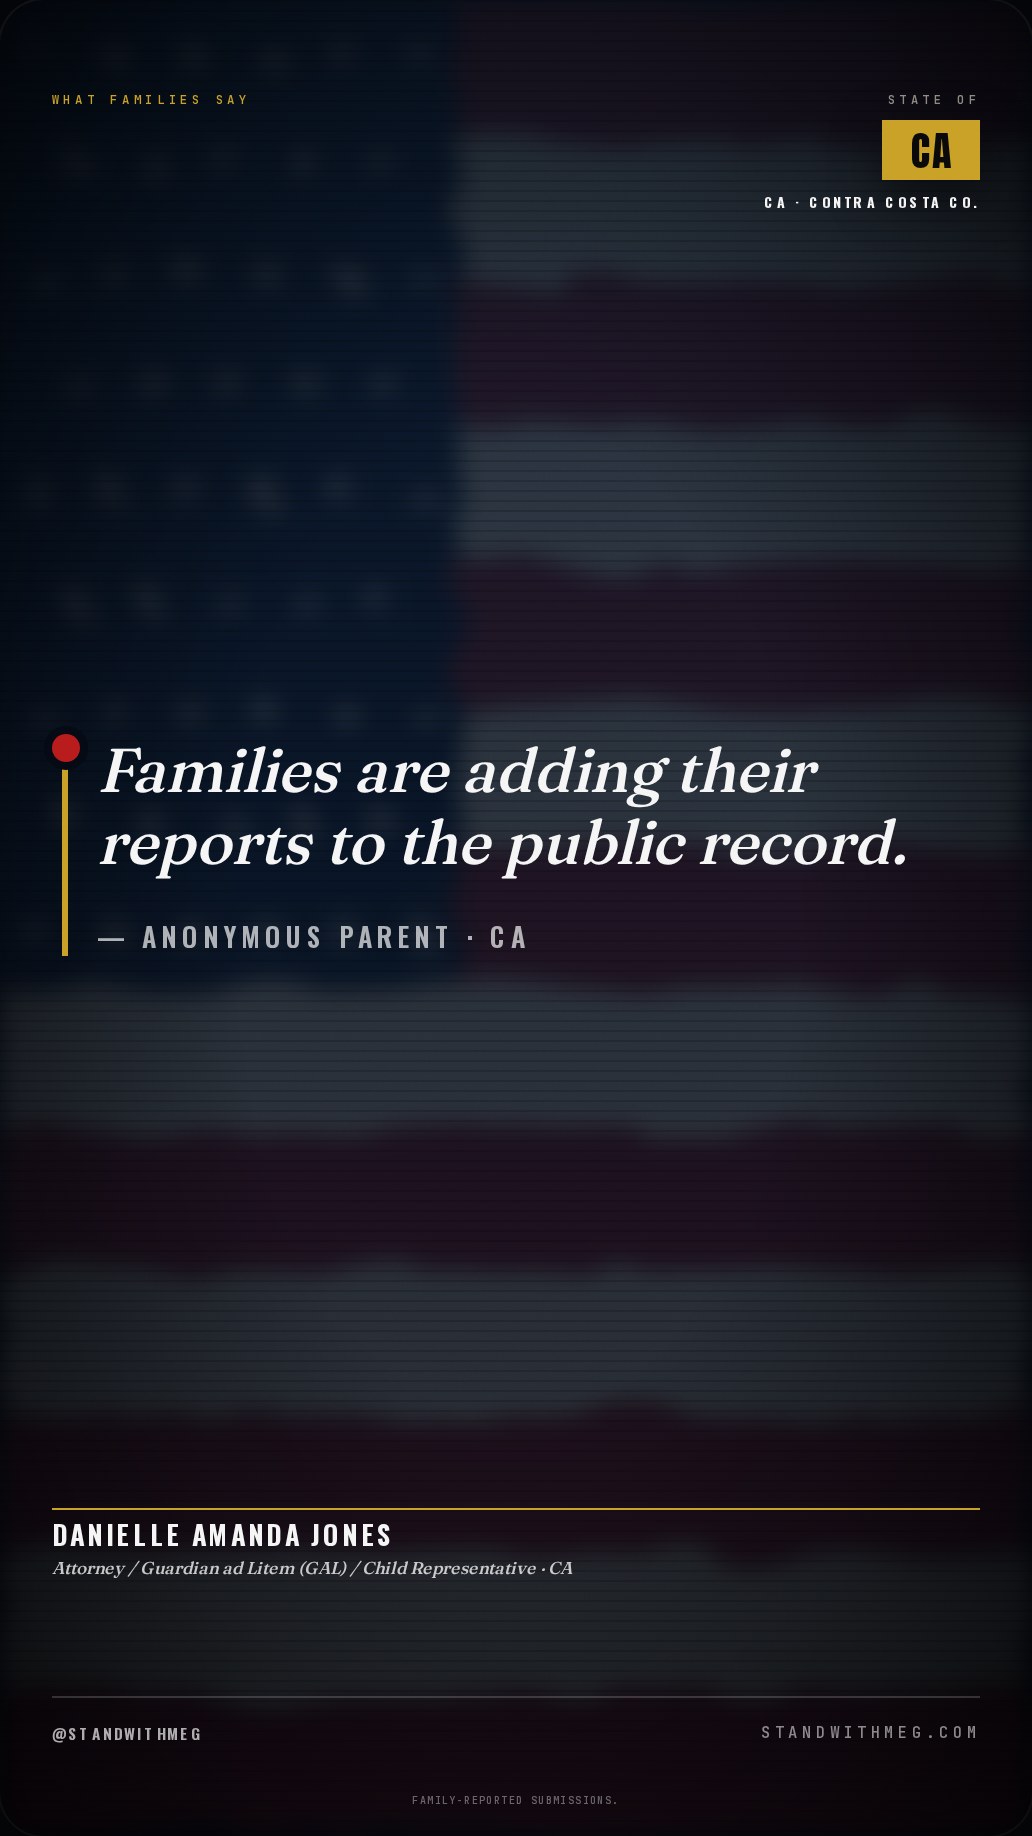 WHAT FAMILIES SAY
STATE OF
CA
CA · CONTRA COSTA CO.
Families are adding their
reports to the public record.
— ANONYMOUS PARENT · CA
DANIELLE AMANDA JONES
Attorney / Guardian ad Litem (GAL) / Child Representative · CA
@STANDWITHMEG
STANDWITHMEG.COM
FAMILY-REPORTED SUBMISSIONS.